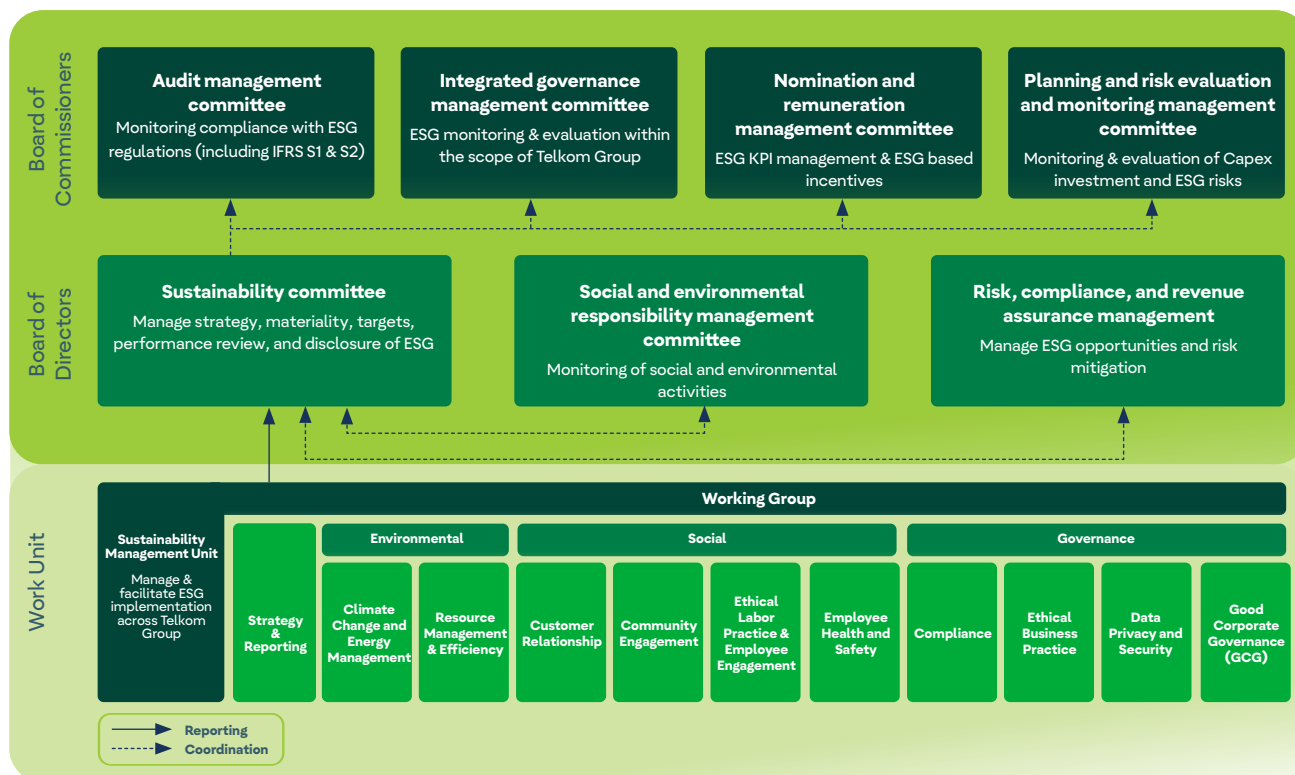 Board of
Commissioners
Audit management
committee
Monitoring compliance with ESG
regulations (including IFRS S1 & S2)
Integrated governance
management committee
ESG monitoring & evaluation within
the scope of Telkom Group
Nomination and
remuneration
management committee
ESG KPI management & ESG based
incentives
Planning and risk evaluation
and monitoring management
committee
Monitoring & evaluation of Capex
investment and ESG risks
Board of
Directors
Sustainability committee
Manage strategy, materiality, targets,
performance review, and disclosure of ESG
Social and environmental
responsibility management
committee
Monitoring of social and environmental
activities
Risk, compliance, and revenue
assurance management
Manage ESG opportunities and risk
mitigation
Work Unit
Working Group
Sustainability
Management Unit
Manage &
facilitate ESG
implementation
across Telkom
Group
Strategy
&
Reporting
Environmental
Climate
Change and
Energy
Management
Resource
Management
& Efficiency
Social
Customer
Relationship
Community
Engagement
Ethical
Labor
Practice &
Employee
Engagement
Employee
Health and
Safety
Governance
Compliance
Ethical
Business
Practice
Data
Privacy and
Security
Good
Corporate
Governance
(GCG)
Reporting
Coordination